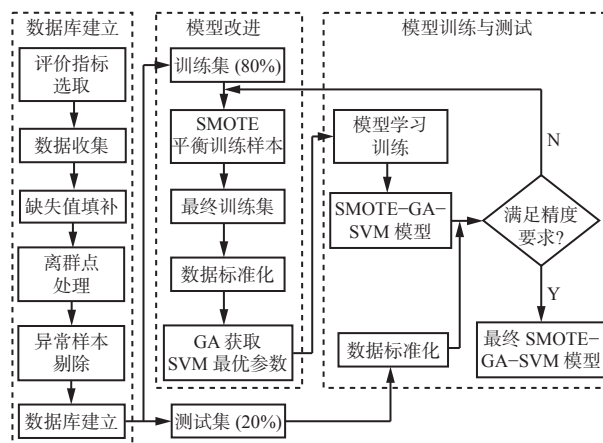 数据库建立
评价指标
选取
数据收集
缺失值填补
离群点
处理
异常样本
剔除
数据库建立
模型改进
训练集 (80%)
SMOTE
平衡训练样本
最终训练集
数据标准化
GA 获取
SVM 最优参数
测试集 (20%)
模型训练与测试
模型学习
训练
SMOTE−GA−
SVM 模型
数据标准化
N
满足精度
要求?
Y
最终 SMOTE−
GA−SVM 模型